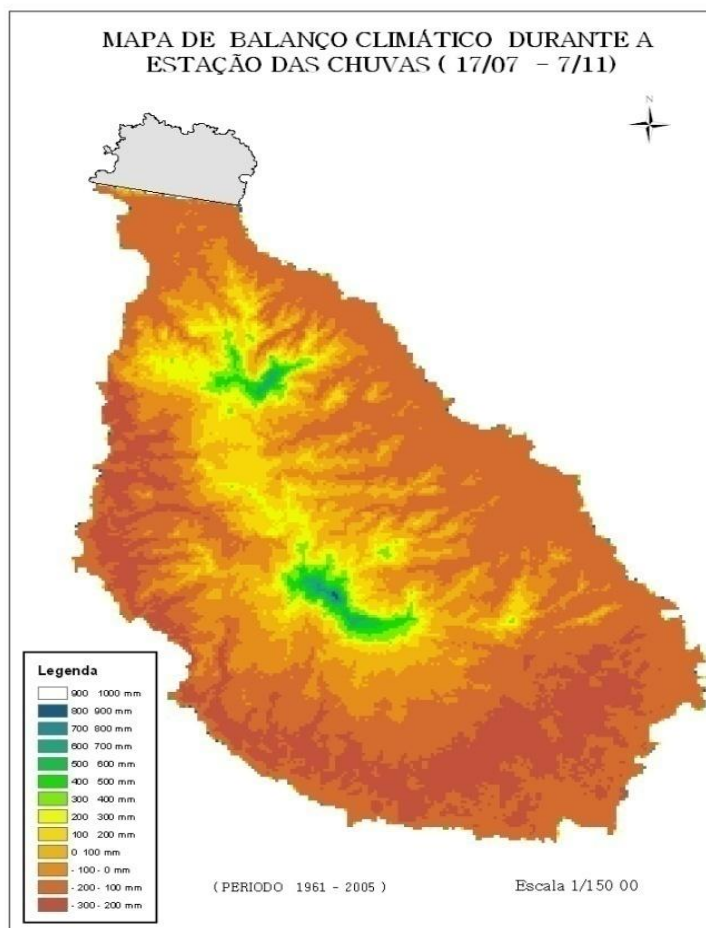 MAPA DE BALANÇO CLIMÁTICO DURANTE A
ESTAÇÃO DAS CHUVAS ( 17/07 - 7/11)
N
Legenda
900 1000 mm
800 900 mm
700 800 mm
600 700 mm
500 600 mm
400 500 mm
300 400 mm
200 300 mm
100 200 mm
0 100 mm
- 100 - 0 mm
- 200 - 100 mm
- 300 - 200 mm
( PERIODO 1961 - 2005 )
Escala 1/150 00